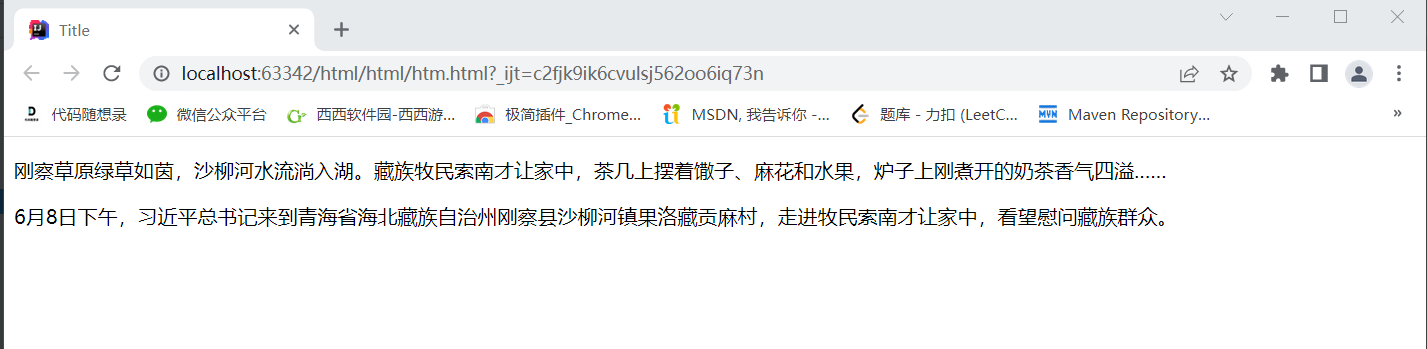 Title
localhost:63342/html/html/htm.html?_ijt=c2fjk9ik6cvulsj562oo6iq73n
代码随想录 微信公众平台 西西软件园-西西游... 极简插件_Chrome... MSDN, 我告诉你 -... 题库 - 力扣 (LeetC... Maven Repository... »
刚察草原绿草如茵，沙柳河水流淌入湖。藏族牧民索南才让家中，茶几上摆着馓子、麻花和水果，炉子上刚煮开的奶茶香气四溢……
6月8日下午，习近平总书记来到青海省海北藏族自治州刚察县沙柳河镇果洛藏贡麻村，走进牧民索南才让家中，看望慰问藏族群众。